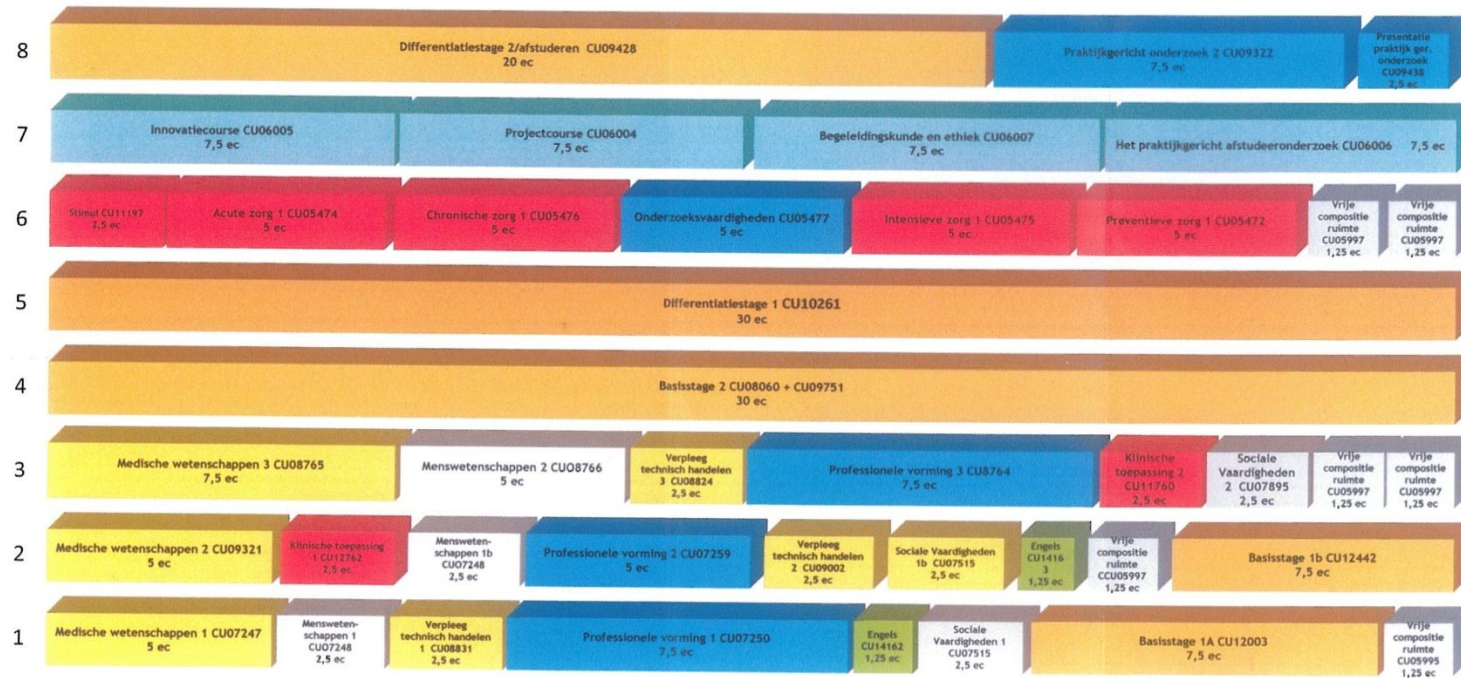 8
Differentiatiestage 2/afstuderen CU09428
20 ec
Praktijkgericht onderzoek 2 CU09322
7,5 ec
Presentatie
praktijk ger.
onderzoek
CU09438
2,5 ec
7
Innovatiecourse CU06005
7,5 ec
Projectcourse CU06004
7,5 ec
Begeleidingskunde en ethiek CU06007
7,5 ec
Het praktijkgericht afstudeeronderzoek CU06006 7,5 ec
6
Stimul CU11197
2,5 ec
Acute zorg 1 CU05474
5 ec
Chronische zorg 1 CU05476
5 ec
Onderzoeksvaardigheden CU05477
5 ec
Intensieve zorg 1 CU05475
5 ec
Preventieve zorg 1 CU05472
5 ec
Vrije
compositie
ruimte
CU05997
1,25 ec
Vrije
compositie
ruimte
CU05997
1,25 ec
5
Differentiatiestage 1 CU10261
30 ec
4
Basisstage 2 CU08060 + CU09751
30 ec
3
Medische wetenschappen 3 CU08765
7,5 ec
Menswetenschappen 2 CUO8766
5 ec
Verpleeg
technisch handelen
3 CU08824
2,5 ec
Professionele vorming 3 CU8764
7,5 ec
Klinische
toepassing 2
CU11760
2,5 ec
Sociale
Vaardigheden
2 CU07895
2,5 ec
Vrije
compositie
ruimte
CU05997
1,25 ec
Vrije
compositie
ruimte
CU05997
1,25 ec
2
Medische wetenschappen 2 CU09321
5 ec
Klinische toepassing
1 CU12762
2,5 ec
Menseweten-
schappen 1b
CUO7248
2,5 ec
Professionele vorming 2 CU07259
5 ec
Verpleeg
technisch handelen
2 CU09002
2,5 ec
Sociale Vaardigheden
1b CU07515
2,5 ec
Engels
CU1416
3
1,25 ec
Vrije
compositie
ruimte
CCU05997
1,25 ec
Basisstage 1b CU12442
7,5 ec
1
Medische wetenschappen 1 CU07247
5 ec
Menseweten-
schappen 1
CUO7248
2,5 ec
Verpleeg
technisch handelen
1 CU08831
2,5 ec
Professionele vorming 1 CU07250
7,5 ec
Engels
CU14162
1,25 ec
Sociale
Vaardigheden 1
CU07515
2,5 ec
Basisstage 1A CU12003
7,5 ec
Vrije
compositie
ruimte
CU05995
1,25 ec